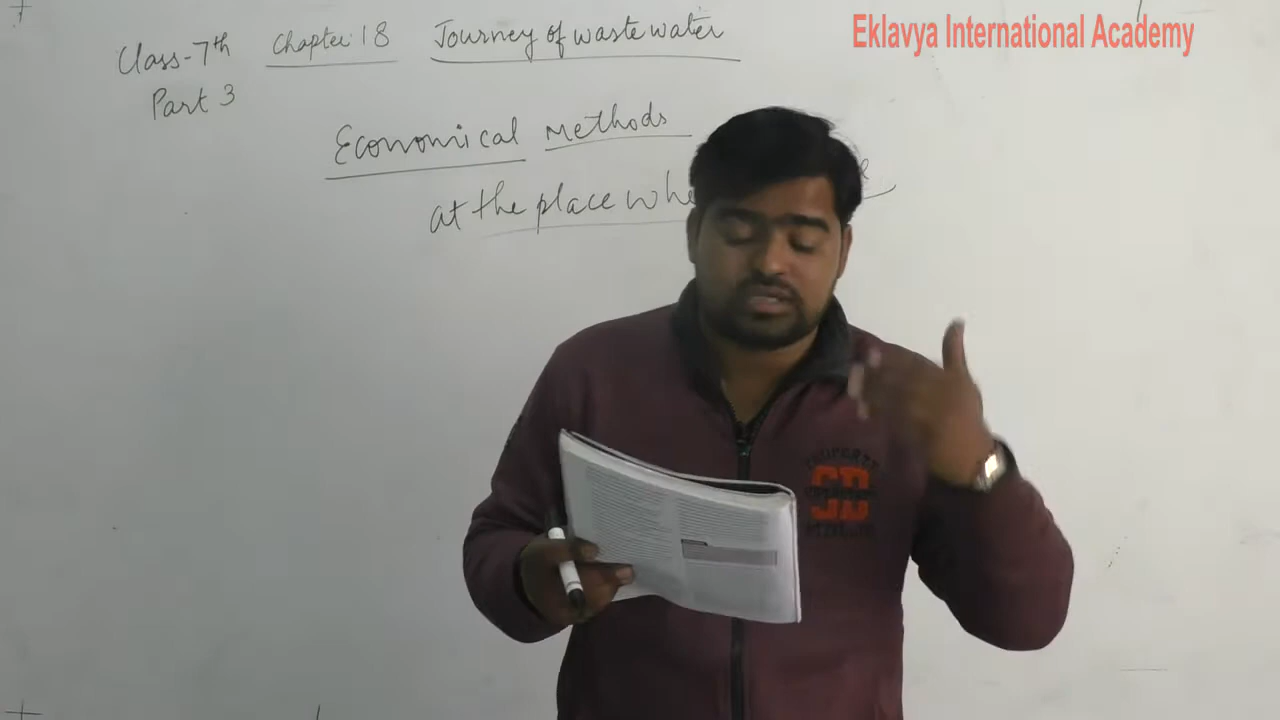 Eklavya International Academy
Class-7th Chapter 18 Journey of waste water
Part 3
Economical Methods
at the place whe
SD